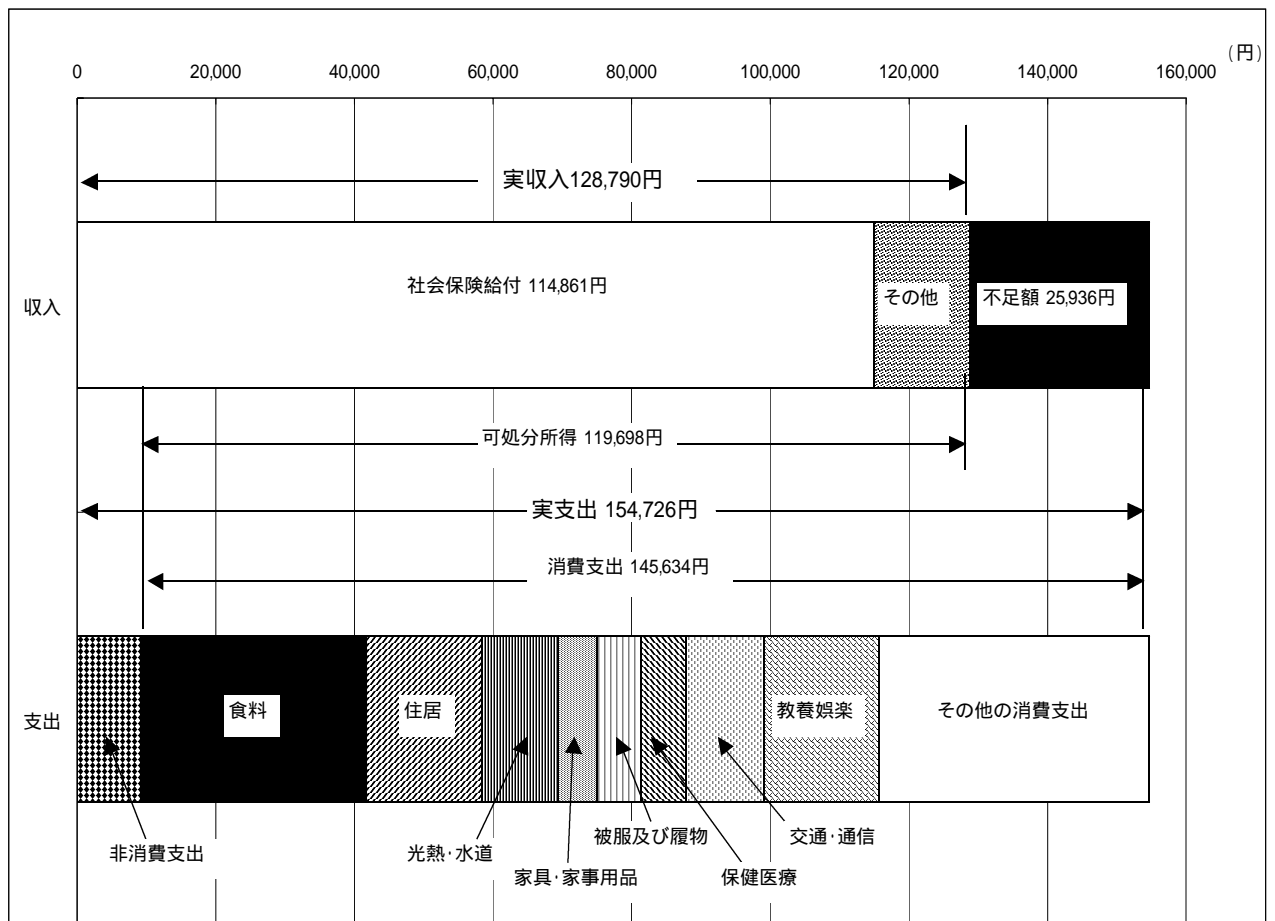 (円)
0 20,000 40,000 60,000 80,000 100,000 120,000 140,000 160,000
実収入128,790円
収入
社会保険給付 114,861円
その他
不足額 25,936円
可処分所得 119,698円
実支出 154,726円
消費支出 145,634円
支出
食料
住居
教養娯楽
その他の消費支出
非消費支出
光熱・水道
家具・家事用品
被服及び履物
保健医療
交通・通信